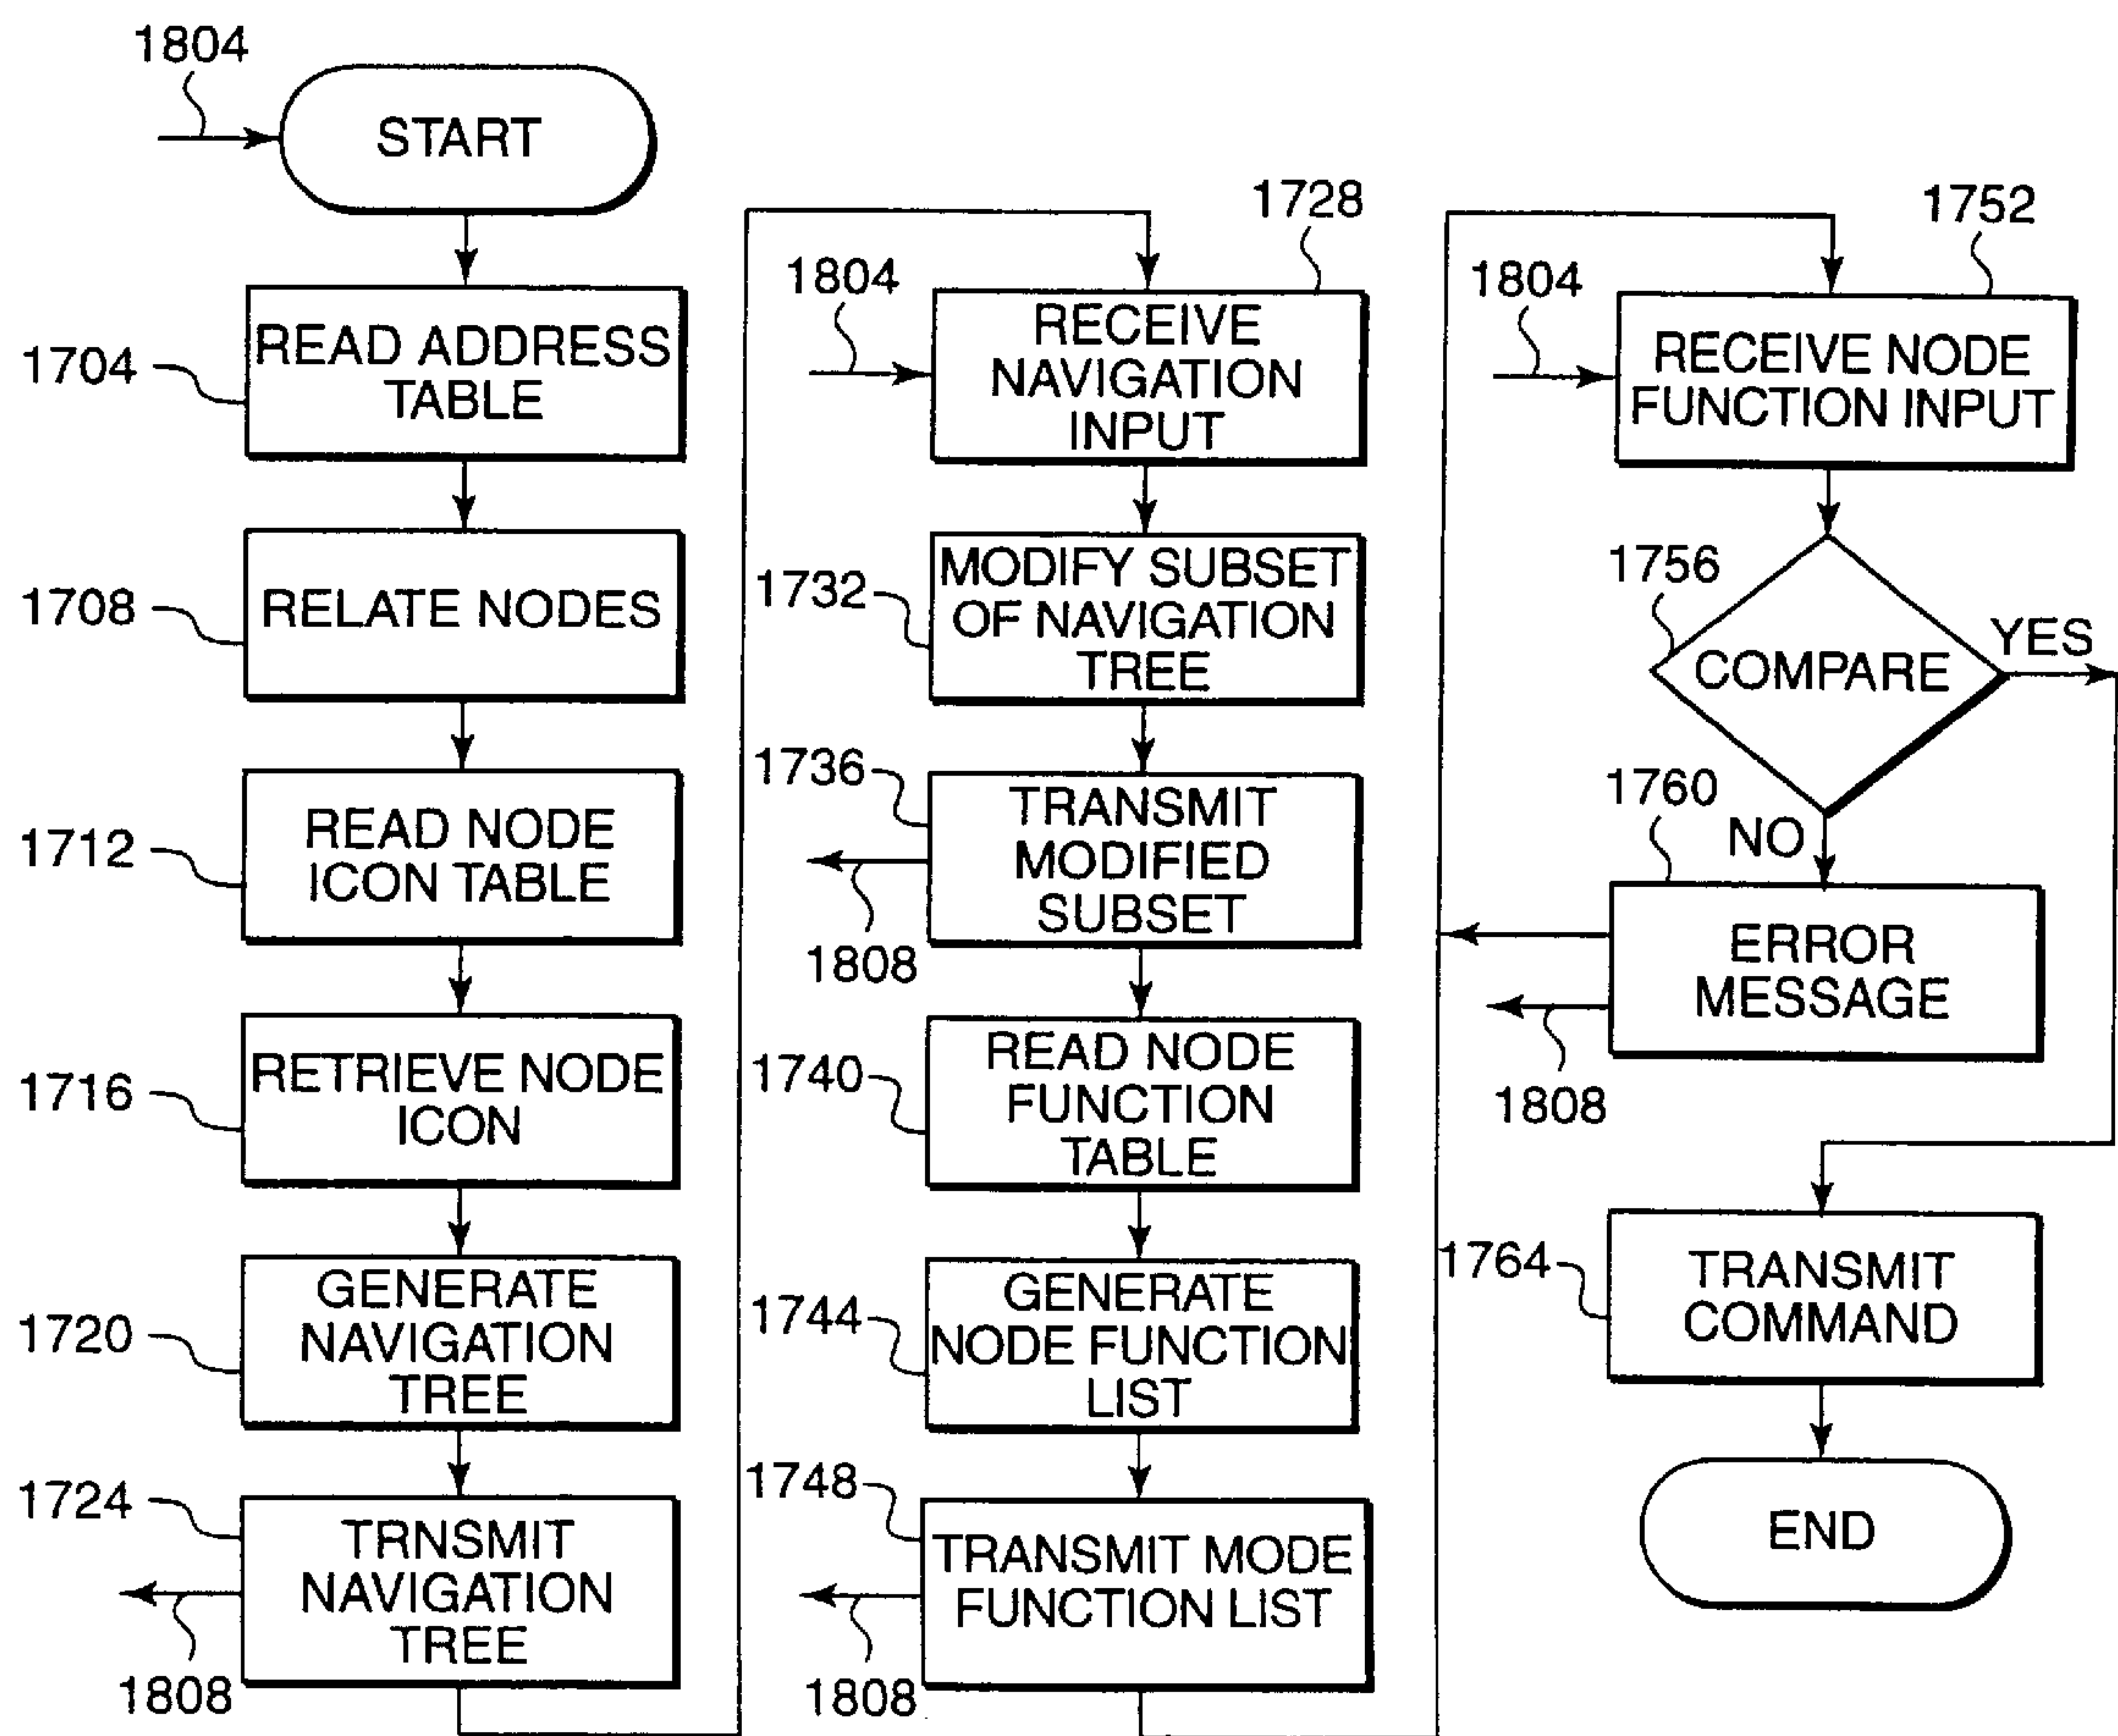 1804
START
1704
READ ADDRESS
TABLE
1708
RELATE NODES
1712
READ NODE
ICON TABLE
1716
RETRIEVE NODE
ICON
1720
GENERATE
NAVIGATION
TREE
1724
TRNSMIT
NAVIGATION
TREE
1808
1728
1804
RECEIVE
NAVIGATION
INPUT
1732
MODIFY SUBSET
OF NAVIGATION
TREE
1736
TRANSMIT
MODIFIED
SUBSET
1808
1740
READ NODE
FUNCTION
TABLE
1744
GENERATE
NODE FUNCTION
LIST
1748
TRANSMIT MODE
FUNCTION LIST
1808
1752
1804
RECEIVE NODE
FUNCTION INPUT
1756
COMPARE
YES
NO
1760
ERROR
MESSAGE
1808
1764
TRANSMIT
COMMAND
END